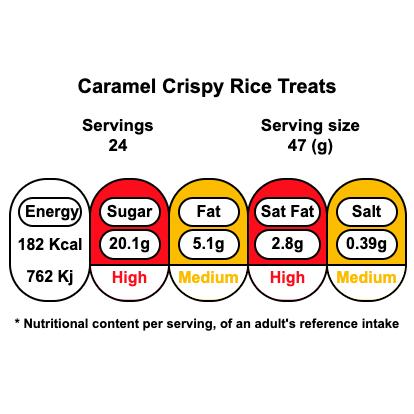 Caramel Crispy Rice Treats
Servings Serving size
24 47 (g)
Energy Sugar Fat Sat Fat Salt
182 Kcal 20.1g 5.1g 2.8g 0.39g
762 Kj High Medium High Medium
* Nutritional content per serving, of an adult's reference intake